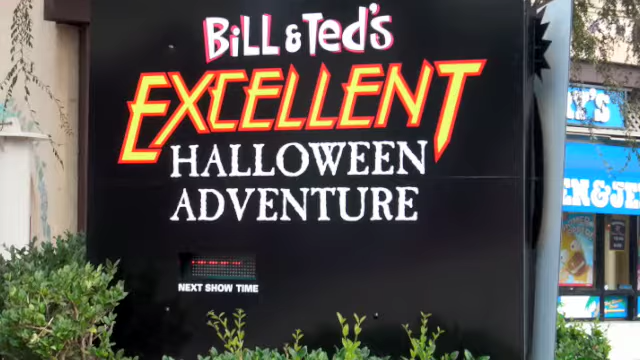 BiLL & TeD's
EXCELLENT
HALLOWEEN
ADVENTURE
NEXT SHOW TIME